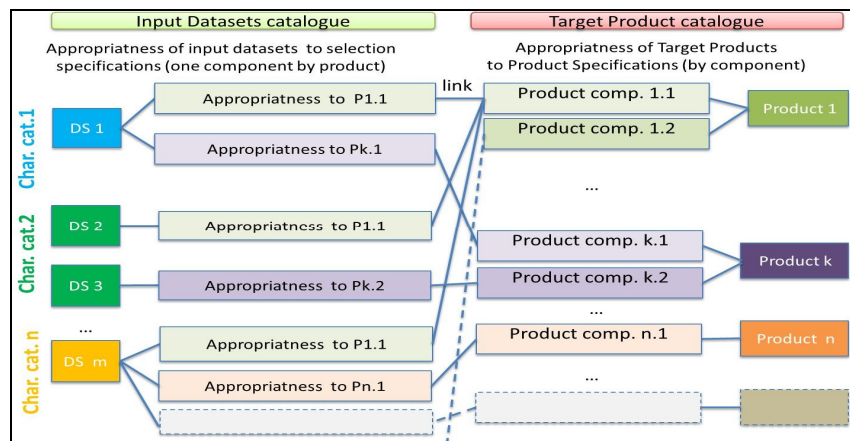 Input Datasets catalogue
Target Product catalogue
Appropriatness of input datasets to selection
specifications (one component by product)
Appropriatness of Target Products
to Product Specifications (by component)
Char. cat.1
DS 1
Appropriatness to P1.1
link
Product comp. 1.1
Product 1
Product comp. 1.2
Appropriatness to Pk.1
...
Char. cat.2
DS 2
Appropriatness to P1.1
Product comp. k.1
Product k
DS 3
Appropriatness to Pk.2
Product comp. k.2
...
...
Char. cat. n
Appropriatness to P1.1
Product comp. n.1
Product n
DS m
Appropriatness to Pn.1
...